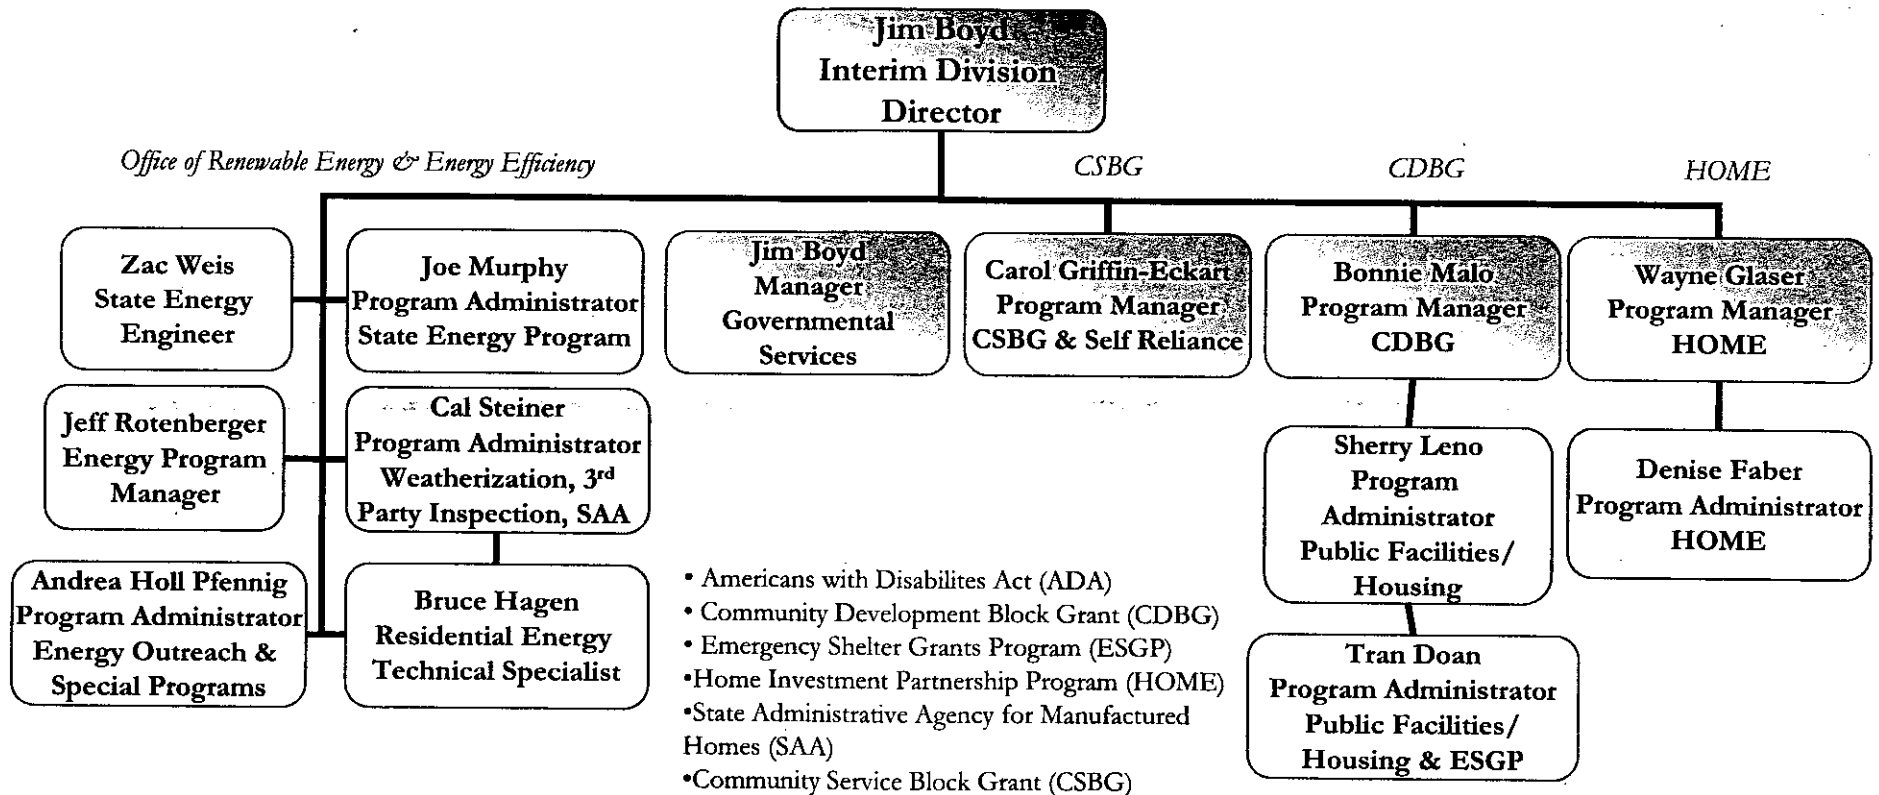 Jim Boyd
Interim Division
Director
Office of Renewable Energy & Energy Efficiency
CSBG
CDBG
HOME
Zac Weis
State Energy
Engineer
Joe Murphy
Program Administrator
State Energy Program
Jim Boyd
Manager
Governmental
Services
Carol Griffin-Eckart
Program Manager
CSBG & Self Reliance
Bonnie Malo
Program Manager
CDBG
Wayne Glaser
Program Manager
HOME
Jeff Rotenberger
Energy Program
Manager
Cal Steiner
Program Administrator
Weatherization, 3rd
Party Inspection, SAA
Sherry Leno
Program
Administrator
Public Facilities/
Housing
Denise Faber
Program Administrator
HOME
Andrea Holl Pfennig
Program Administrator
Energy Outreach &
Special Programs
Bruce Hagen
Residential Energy
Technical Specialist
• Americans with Disabilites Act (ADA)
• Community Development Block Grant (CDBG)
• Emergency Shelter Grants Program (ESGP)
•Home Investment Partnership Program (HOME)
•State Administrative Agency for Manufactured
Homes (SAA)
•Community Service Block Grant (CSBG)
Tran Doan
Program Administrator
Public Facilities/
Housing & ESGP